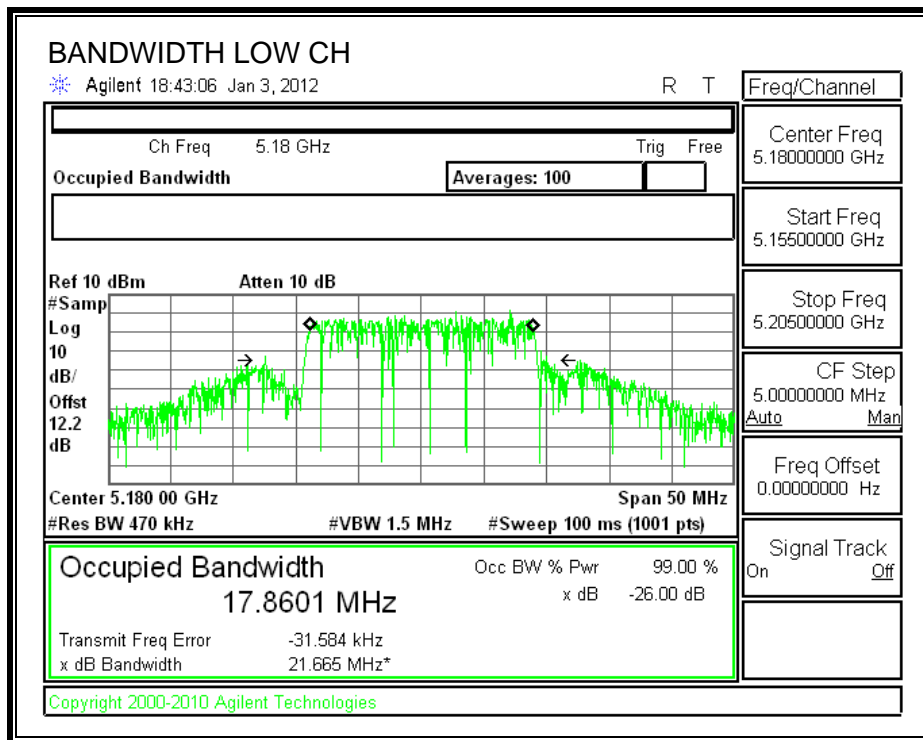 BANDWIDTH LOW CH
Agilent 18:43:06 Jan 3, 2012 R T
Freq/Channel
Ch Freq 5.18 GHz Trig Free
Occupied Bandwidth Averages: 100
Center Freq
5.18000000 GHz
Start Freq
5.15500000 GHz
Stop Freq
5.20500000 GHz
CF Step
5.00000000 MHz
Auto Man
Freq Offset
0.00000000 Hz
Signal Track
On Off
Ref 10 dBm Atten 10 dB
#Samp
Log
10
dB/
Offst
12.2
dB
Center 5.180 00 GHz Span 50 MHz
#Res BW 470 kHz #VBW 1.5 MHz #Sweep 100 ms (1001 pts)
Occupied Bandwidth Occ BW % Pwr 99.00 %
17.8601 MHz x dB -26.00 dB
Transmit Freq Error -31.584 kHz
x dB Bandwidth 21.665 MHz*
Copyright 2000-2010 Agilent Technologies